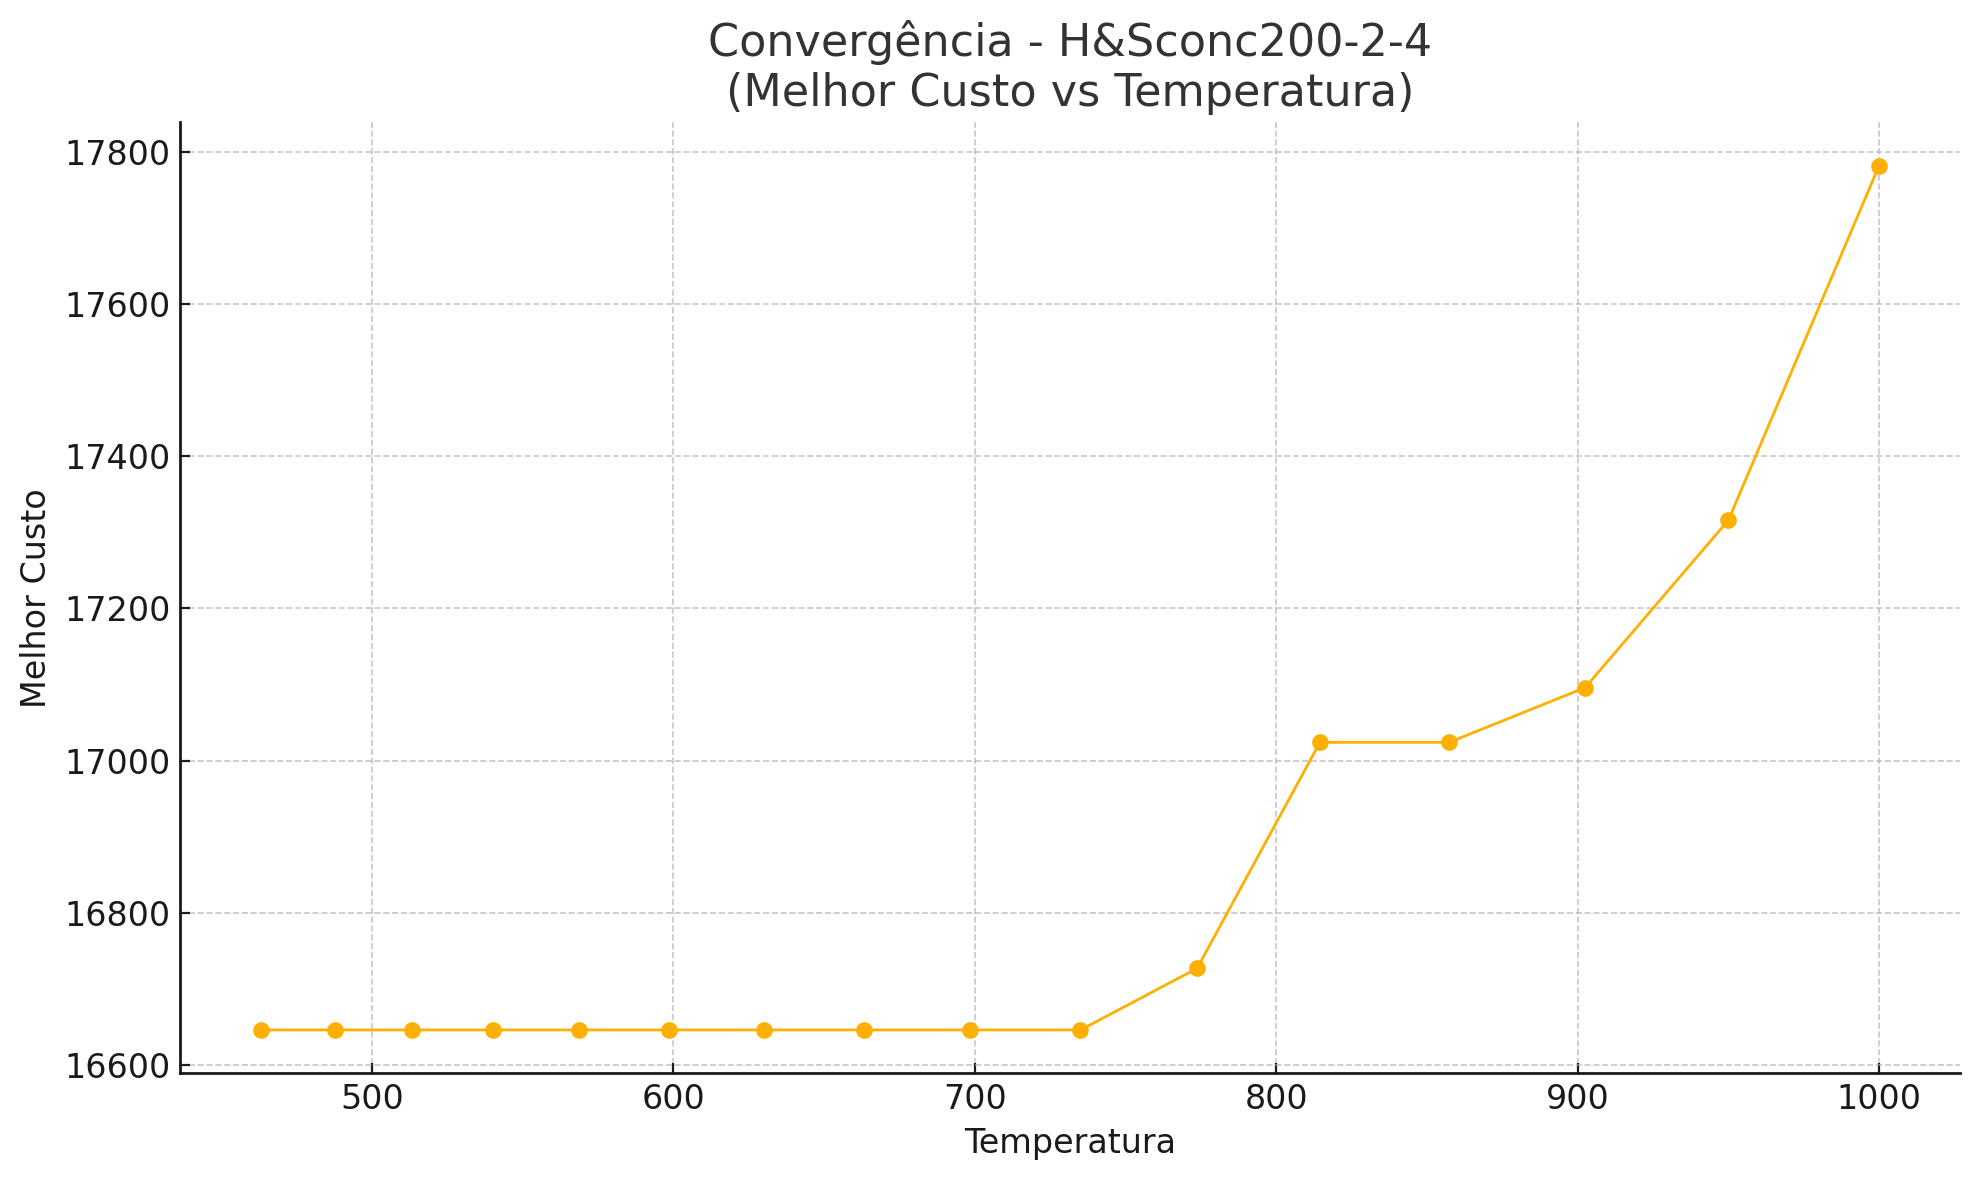 Convergência - H&Sconc200-2-4
(Melhor Custo vs Temperatura)
17800
17600
17400
17200
17000
16800
16600
Melhor Custo
500 600 700 800 900 1000
Temperatura